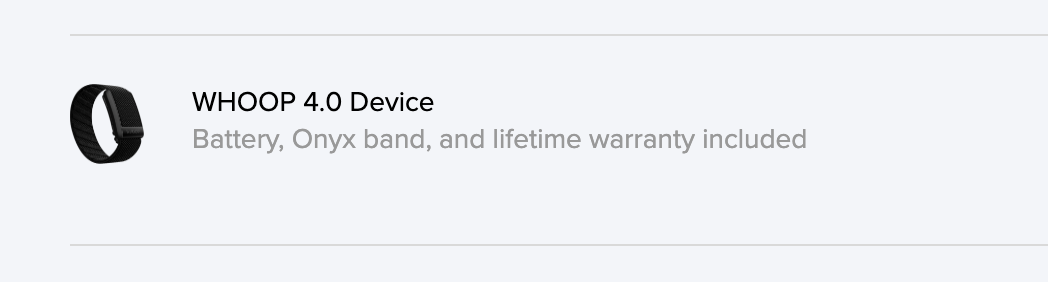 WHOOP 4.0 Device
Battery, Onyx band, and lifetime warranty included